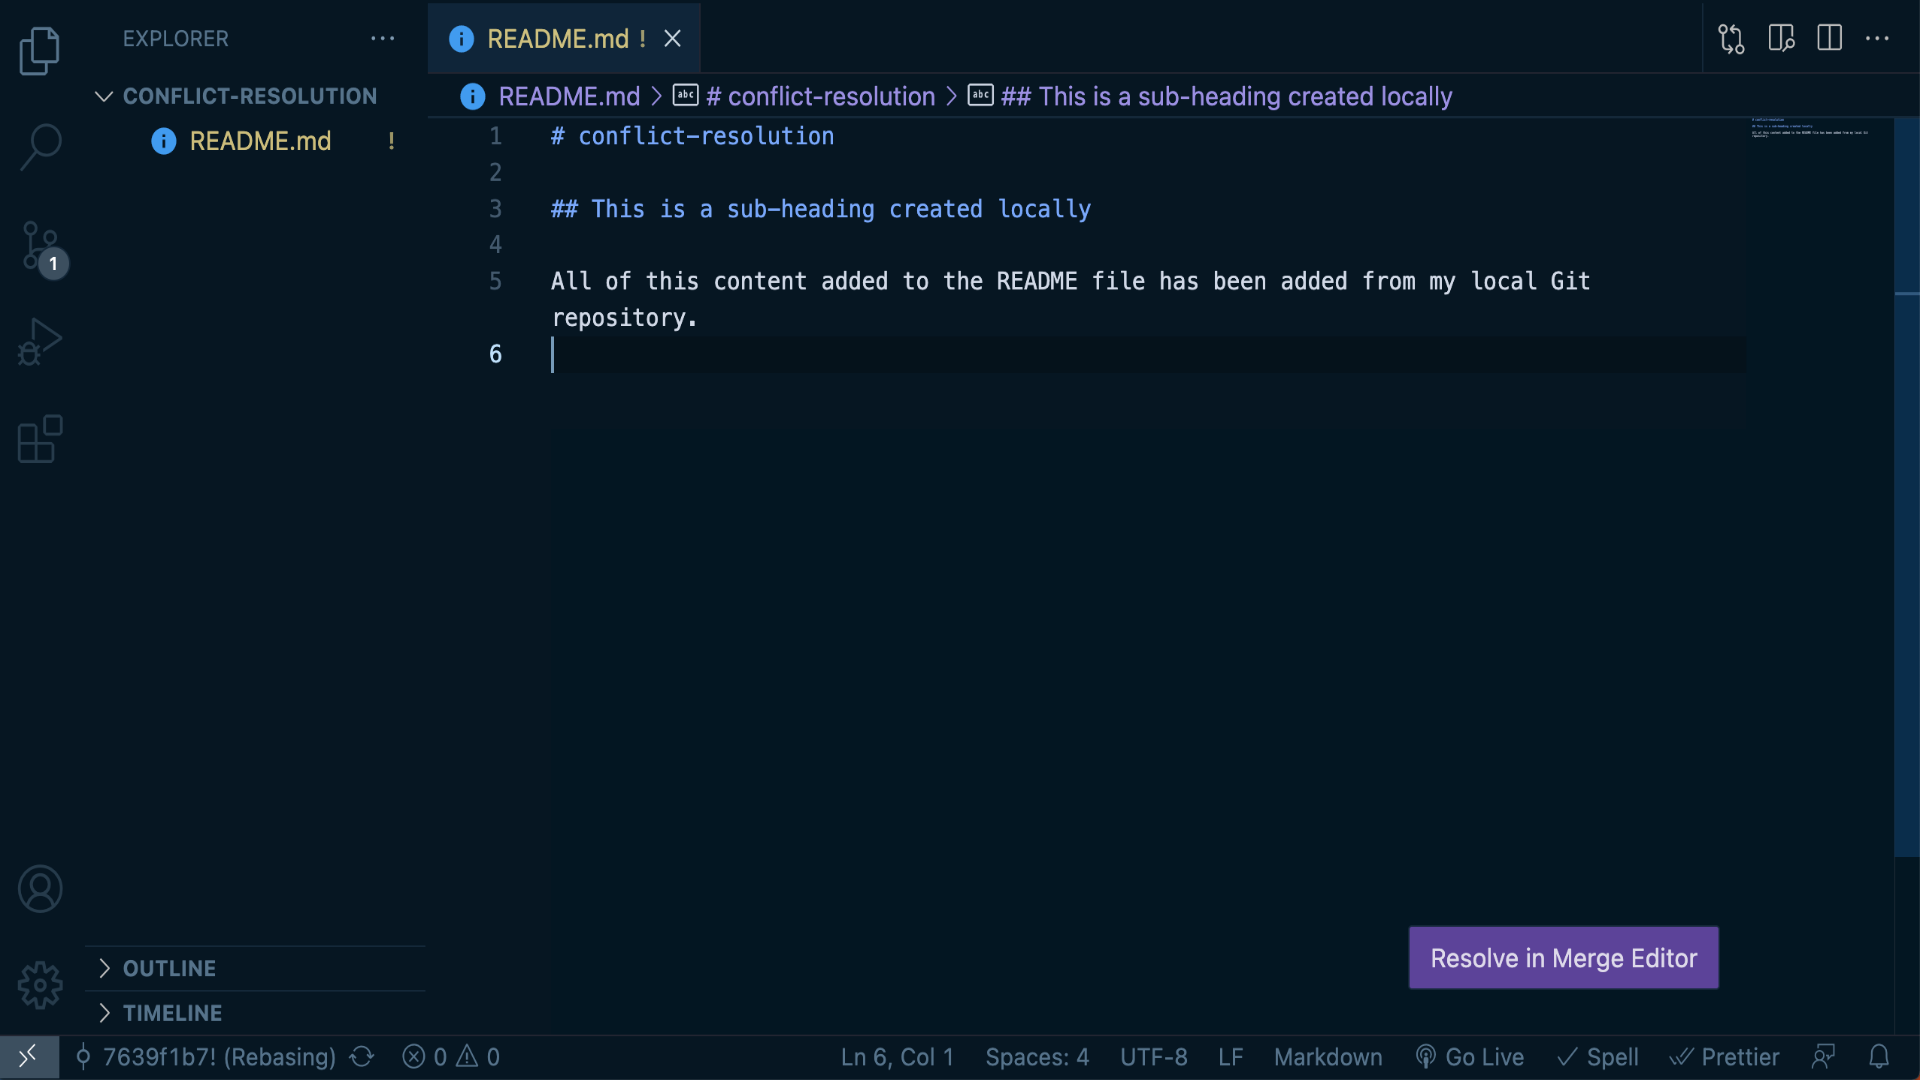 EXPLORER
CONFLICT-RESOLUTION
README.md !
README.md !
README.md > # conflict-resolution > ## This is a sub-heading created locally
1 # conflict-resolution
2
3 ## This is a sub-heading created locally
4
5 All of this content added to the README file has been added from my local Git
repository.
6
1
Resolve in Merge Editor
OUTLINE
TIMELINE
7639f1b7! (Rebasing) 0 0 Ln 6, Col 1 Spaces: 4 UTF-8 LF Markdown Go Live Spell Prettier